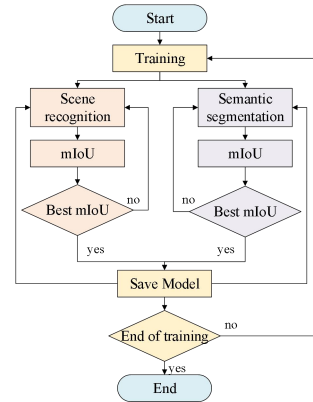 Start
Training
Scene
recognition
Semantic
segmentation
mIoU
mIoU
Best mIoU
no
no
Best mIoU
yes
yes
Save Model
End of training
no
yes
End